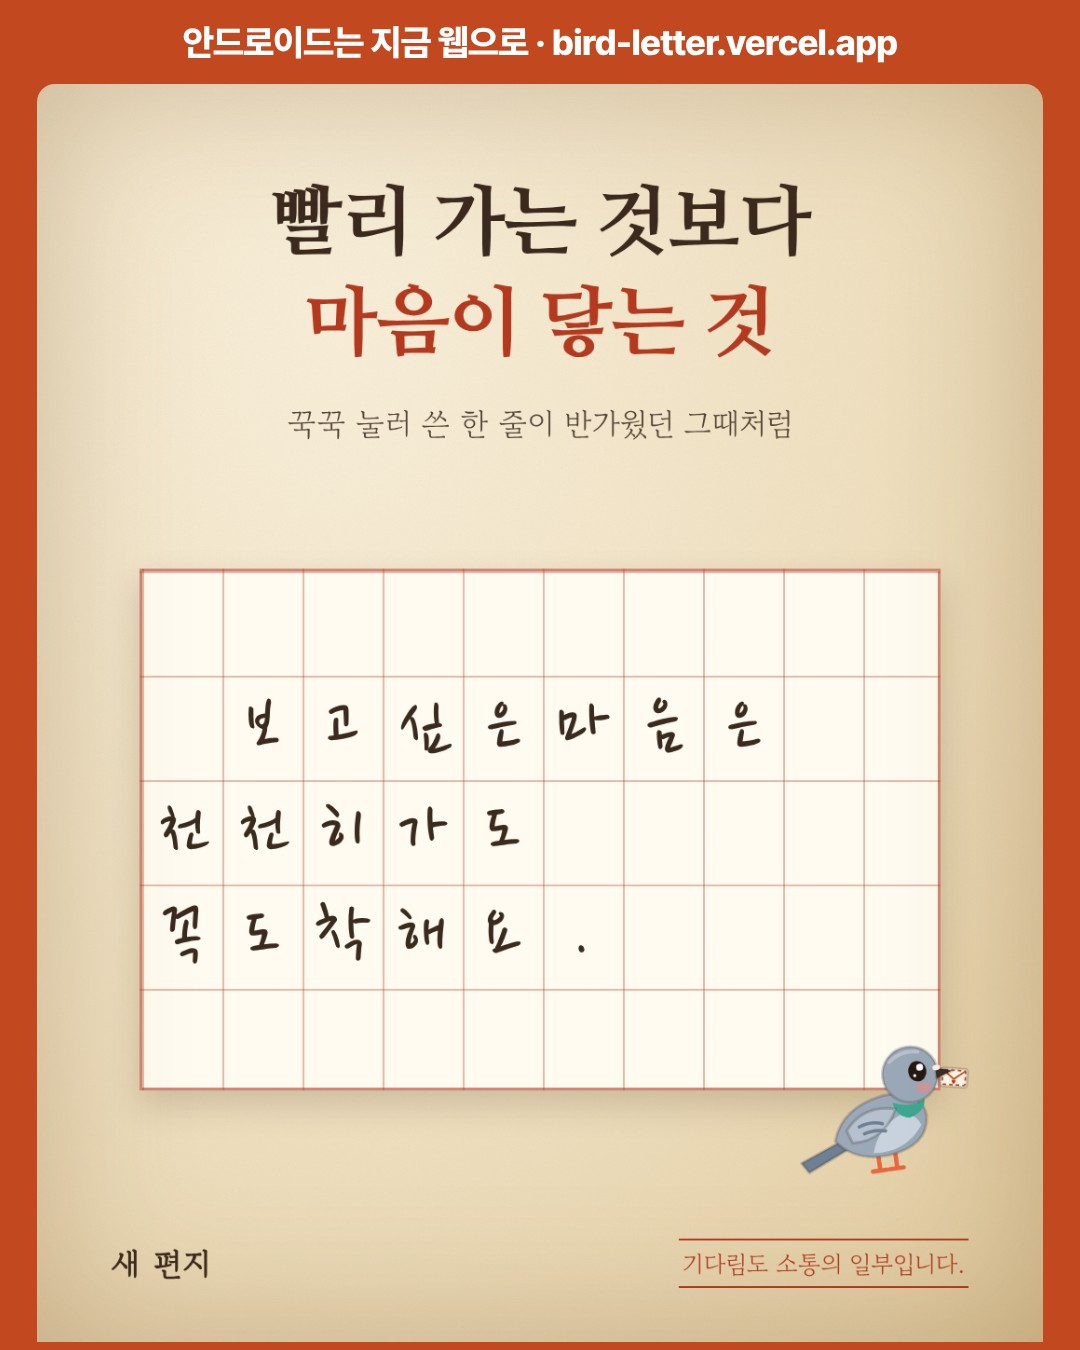 안드로이드는 지금 웹으로 · bird-letter.vercel.app
빨리 가는 것보다
마음이 닿는 것
꾹꾹 눌러 쓴 한 줄이 반가웠던 그때처럼
보고싶은마음은
천천히가도
꼭도착해요.
새 편지
기다림도 소통의 일부입니다.